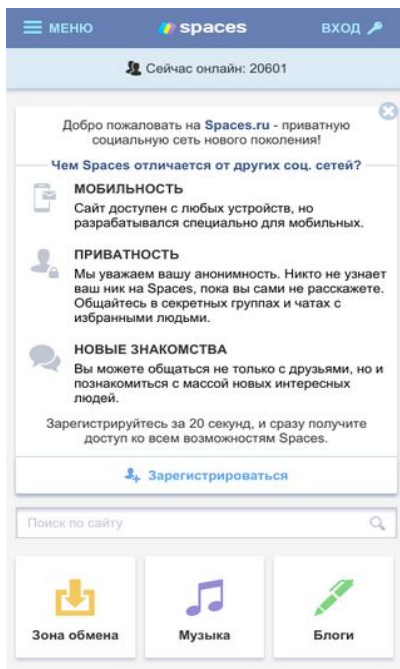 МЕНЮ spaces ВХОД
Сейчас онлайн: 20601
Добро пожаловать на Spaces.ru - приватную
социальную сеть нового поколения!
Чем Spaces отличается от других соц. сетей?
МОБИЛЬНОСТЬ
Сайт доступен с любых устройств, но
разрабатывался специально для мобильных.
ПРИВАТНОСТЬ
Мы уважаем вашу анонимность. Никто не узнает
ваш ник на Spaces, пока вы сами не расскажете.
Общайтесь в секретных группах и чатах с
избранными людьми.
НОВЫЕ ЗНАКОМСТВА
Вы можете общаться не только с друзьями, но и
познакомиться с массой новых интересных
людей.
Зарегистрируйтесь за 20 секунд, и сразу получите
доступ ко всем возможностям Spaces.
Зарегистрироваться
Поиск по сайту
Зона обмена Музыка Блоги